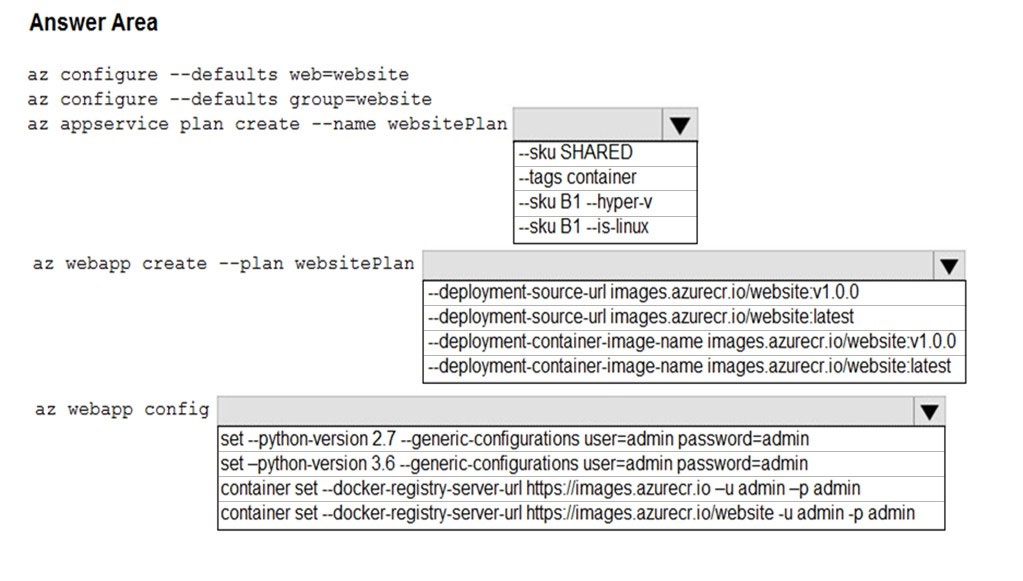 Answer Area
az configure --defaults web=website
az configure --defaults group=website
az appservice plan create --name websitePlan
--sku SHARED
--tags container
--sku B1 --hyper-v
--sku B1 --is-linux
az webapp create --plan websitePlan
--deployment-source-url images.azurecr.io/website:v1.0.0
--deployment-source-url images.azurecr.io/website:latest
--deployment-container-image-name images.azurecr.io/website:v1.0.0
--deployment-container-image-name images.azurecr.io/website:latest
az webapp config
set --python-version 2.7 --generic-configurations user=admin password=admin
set –python-version 3.6 --generic-configurations user=admin password=admin
container set --docker-registry-server-url https://images.azurecr.io –u admin –p admin
container set --docker-registry-server-url https://images.azurecr.io/website -u admin -p admin